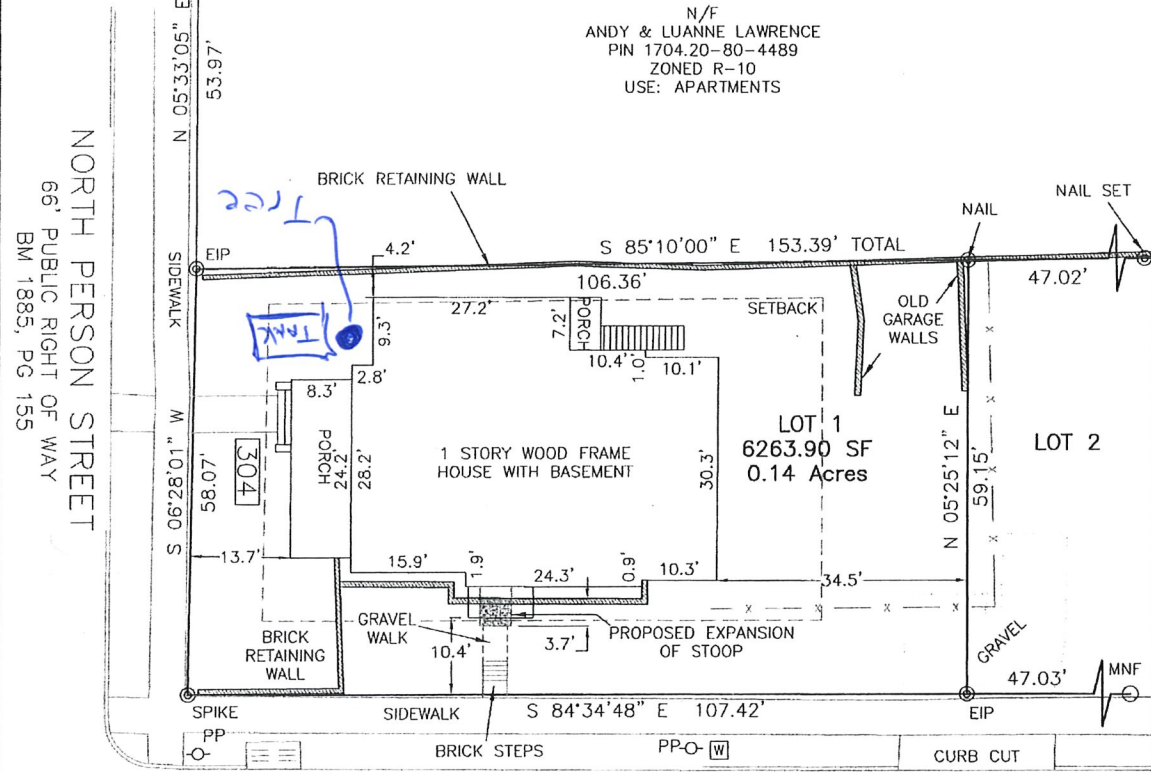 N/F
ANDY & LUANNE LAWRENCE
PIN 1704.20-80-4489
ZONED R-10
USE: APARTMENTS
N 05°33'05" E
53.97'
NORTH PERSON STREET
66' PUBLIC RIGHT OF WAY
BM 1885, PG 155
BRICK RETAINING WALL
Tree
NAIL SET
NAIL
EIP
4.2'
S 85°10'00" E 153.39' TOTAL
106.36'
47.02'
SIDEWALK
27.2'
PORCH
7.2'
SETBACK
OLD
GARAGE
WALLS
Tank
9.3'
10.4'
1.0'
10.1'
2.8'
8.3'
PORCH
24.2'
28.2'
1 STORY WOOD FRAME
HOUSE WITH BASEMENT
30.3'
LOT 1
6263.90 SF
0.14 Acres
N 05°25'12" E
59.15'
LOT 2
S 06°28'01" W
58.07'
304
13.7'
15.9'
1.9'
24.3'
0.9'
10.3'
34.5'
x
x
x
x
x
x
GRAVEL
WALK
10.4'
3.7'
PROPOSED EXPANSION
OF STOOP
BRICK
RETAINING
WALL
GRAVEL
47.03'
MNF
SPIKE
SIDEWALK
S 84°34'48" E 107.42'
EIP
PP
BRICK STEPS
PP
W
CURB CUT